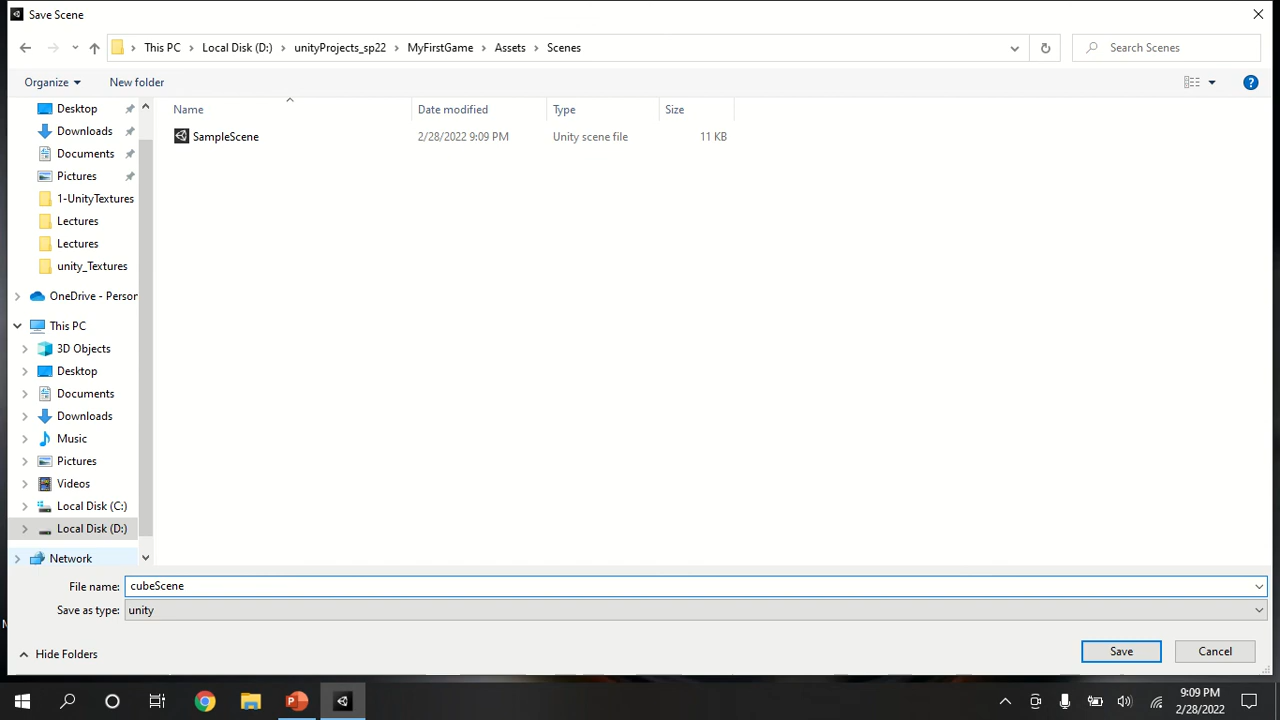 Save Scene
This PC
Local Disk (D:)
unityProjects_sp22
MyFirstGame
Assets
Scenes
Search Scenes
Organize
New folder
Name
Date modified
Type
Size
SampleScene
2/28/2022 9:09 PM
Unity scene file
11 KB
Desktop
Downloads
Documents
Pictures
1-UnityTextures
Lectures
Lectures
unity_Textures
OneDrive - Person
This PC
3D Objects
Desktop
Documents
Downloads
Music
Pictures
Videos
Local Disk (C:)
Local Disk (D:)
Network
File name: cubeScene
Save as type: unity
Hide Folders
Save
Cancel
9:09 PM
2/28/2022